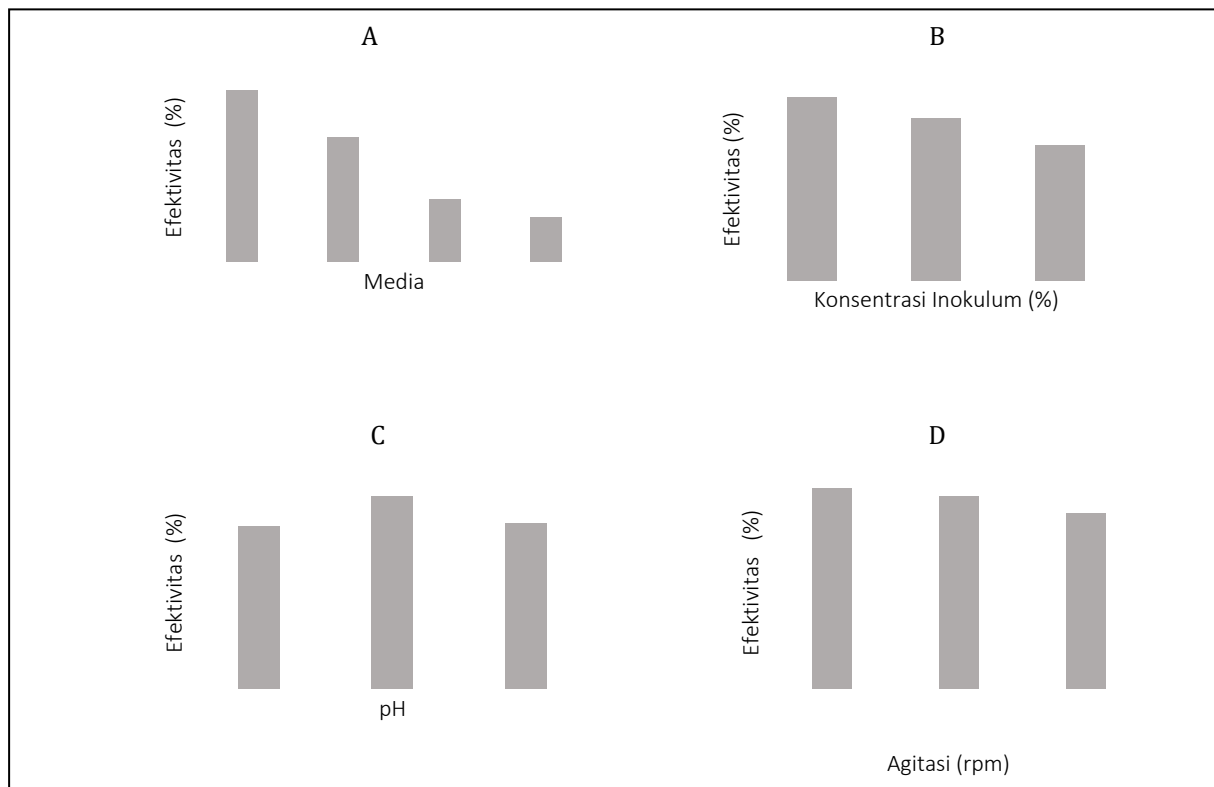 A
Efektivitas (%)
Media
B
Efektivitas (%)
Konsentrasi Inokulum (%)
C
Efektivitas (%)
pH
D
Efektivitas (%)
Agitasi (rpm)